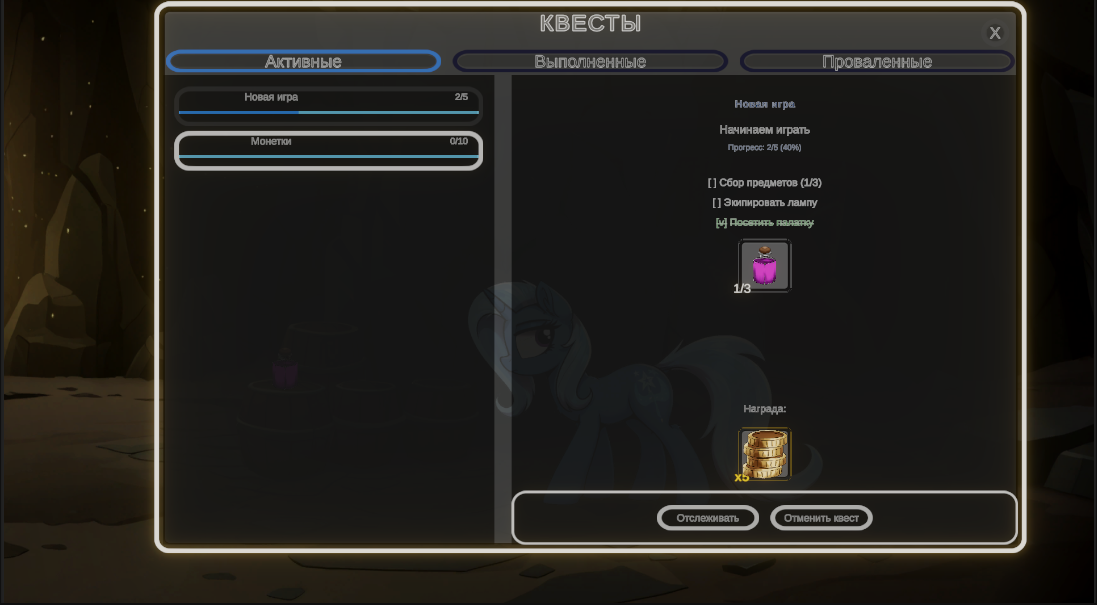 КВЕСТЫ
X
Активные
Выполненные
Проваленные
Новая игра
2/5
Монетки
0/10
Новая игра
Начинаем играть
Прогресс: 2/5 (40%)
[ ] Сбор предметов (1/3)
[ ] Экипировать лампу
[v] Посетить палатку
1/3
Награда:
x5
Отслеживать
Отменить квест